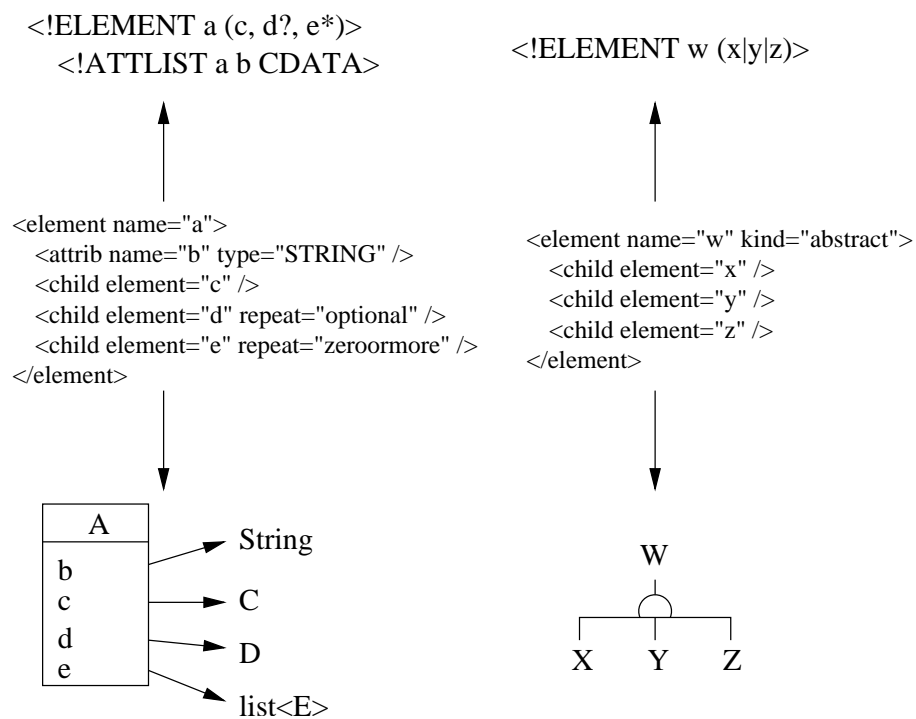 <!ELEMENT a (c, d?, e*)>
<!ATTLIST a b CDATA>
<element name="a">
<attrib name="b" type="STRING" />
<child element="c" />
<child element="d" repeat="optional" />
<child element="e" repeat="zeroormore" />
</element>
A
b
c
d
e
String
C
D
list<E>
<!ELEMENT w (x|y|z)>
<element name="w" kind="abstract">
<child element="x" />
<child element="y" />
<child element="z" />
</element>
W
X Y Z